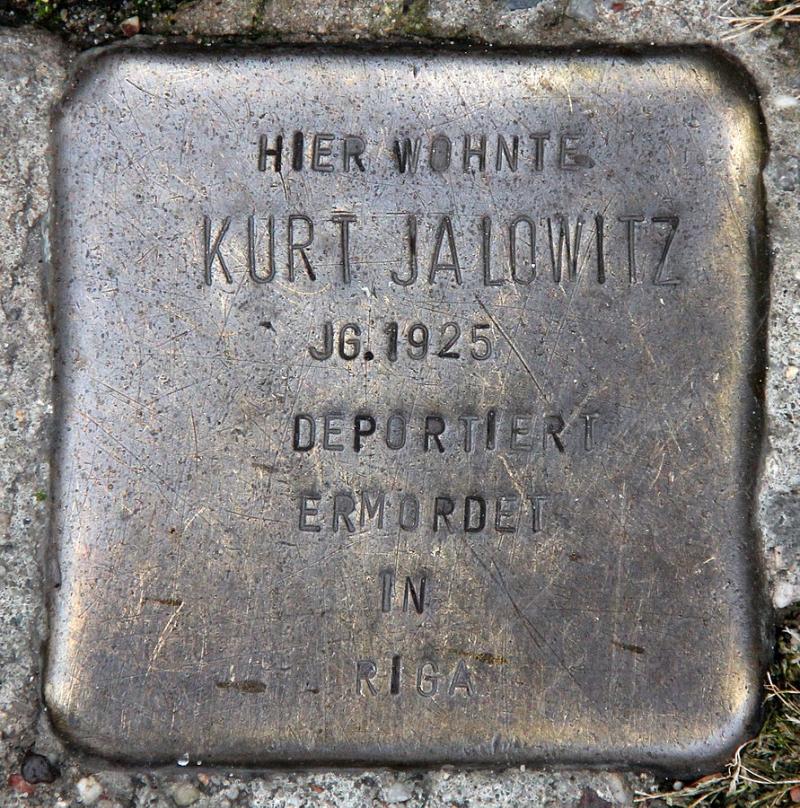 HIER WOHNTE
KURT JALOWITZ
JG. 1925
DEPORTIERT
ERMORDET
IN
RIGA